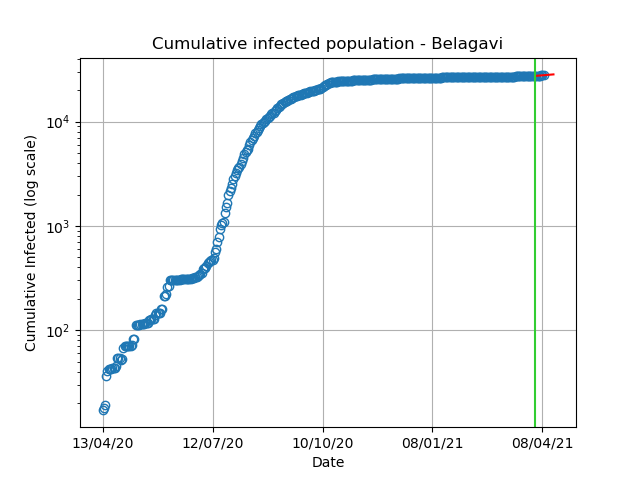 Cumulative infected population - Belagavi
Cumulative Infected (log scale)
10^4
10^3
10^2
13/04/20 12/07/20 10/10/20 08/01/21 08/04/21
Date